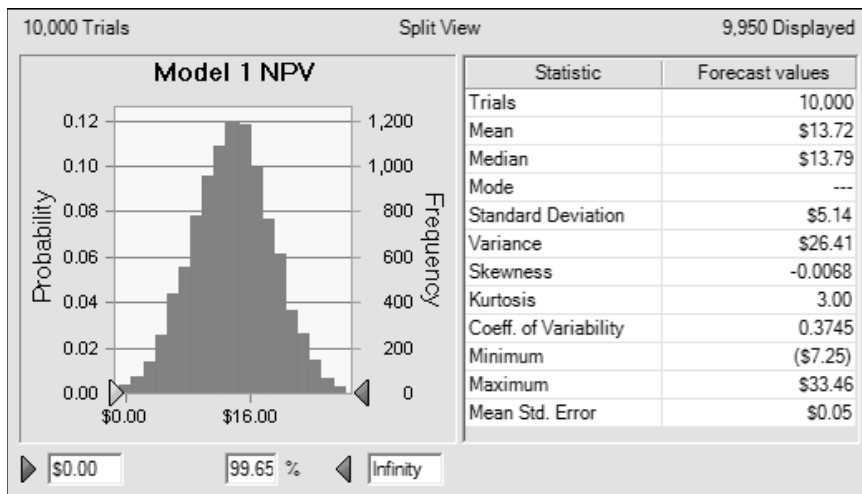 10,000 Trials Split View 9,950 Displayed
Model 1 NPV
Probability
0.12
0.10
0.08
0.06
0.04
0.02
0.00
1,200
1,000
800
600
400
200
0
Frequency
$0.00 $16.00
Statistic Forecast values
Trials 10,000
Mean $13.72
Median $13.79
Mode ---
Standard Deviation $5.14
Variance $26.41
Skewness -0.0068
Kurtosis 3.00
Coeff. of Variability 0.3745
Minimum ($7.25)
Maximum $33.46
Mean Std. Error $0.05
$0.00 99.65 % Infinity